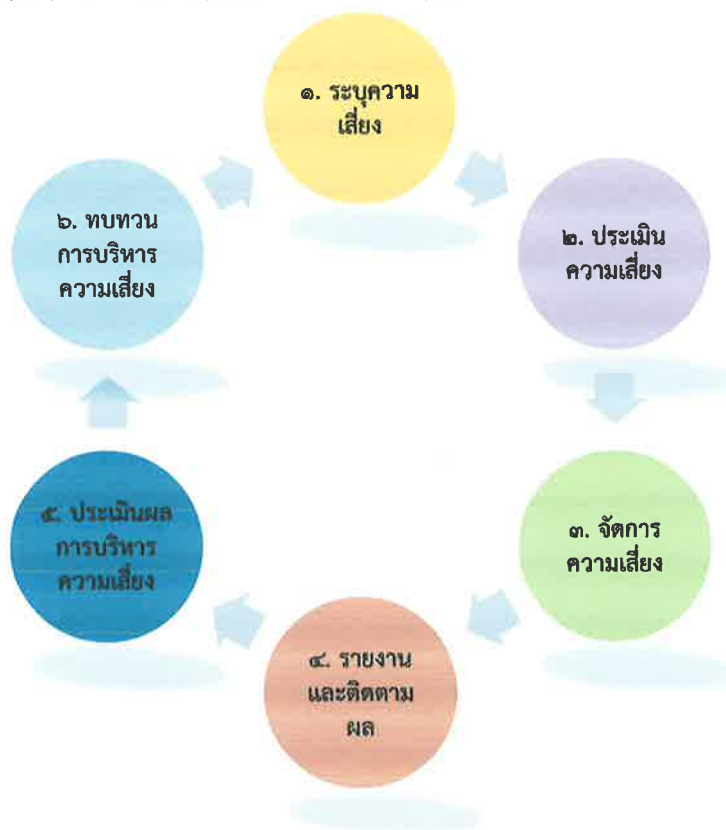 ๑. ระบุความ
เสี่ยง
๒. ประเมิน
ความเสี่ยง
๓. จัดการ
ความเสี่ยง
๔. รายงาน
และติดตาม
ผล
๕. ประเมินผล
การบริหาร
ความเสี่ยง
๖. ทบทวน
การบริหาร
ความเสี่ยง